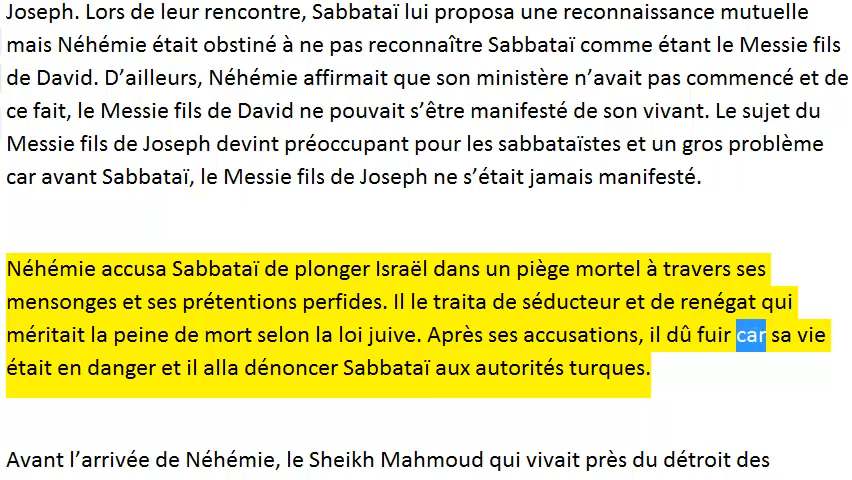 Joseph. Lors de leur rencontre, Sabbataï lui proposa une reconnaissance mutuelle
mais Néhémie était obstiné à ne pas reconnaître Sabbataï comme étant le Messie fils
de David. D’ailleurs, Néhémie affirmait que son ministère n’avait pas commencé et de
ce fait, le Messie fils de David ne pouvait s’être manifesté de son vivant. Le sujet du
Messie fils de Joseph devint préoccupant pour les sabbataïstes et un gros problème
car avant Sabbataï, le Messie fils de Joseph ne s’était jamais manifesté.
Néhémie accusa Sabbataï de plonger Israël dans un piège mortel à travers ses
mensonges et ses prétentions perfides. Il le traita de séducteur et de renégat qui
méritait la peine de mort selon la loi juive. Après ses accusations, il dû fuir car sa vie
était en danger et il alla dénoncer Sabbataï aux autorités turques.
Avant l’arrivée de Néhémie, le Sheikh Mahmoud qui vivait près du détroit des